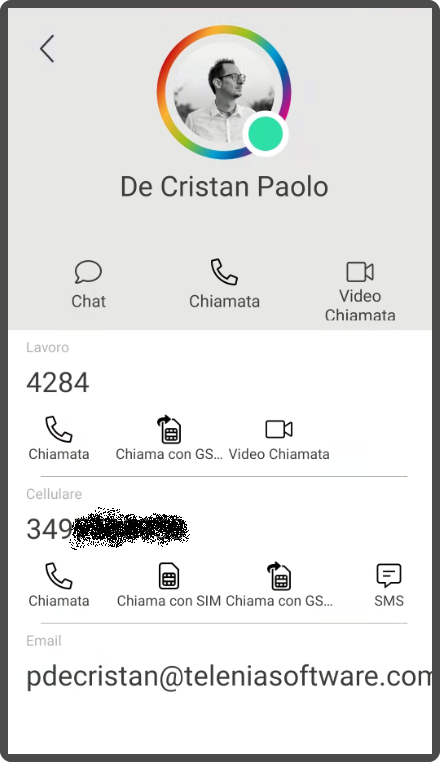 De Cristan Paolo
Chat Chiamata Video Chiamata
Lavoro
4284
Chiamata Chiama con GS... Video Chiamata
Cellulare
349
Chiamata Chiama con SIM Chiama con GS... SMS
Email
pdecristan@teleniasoftware.com